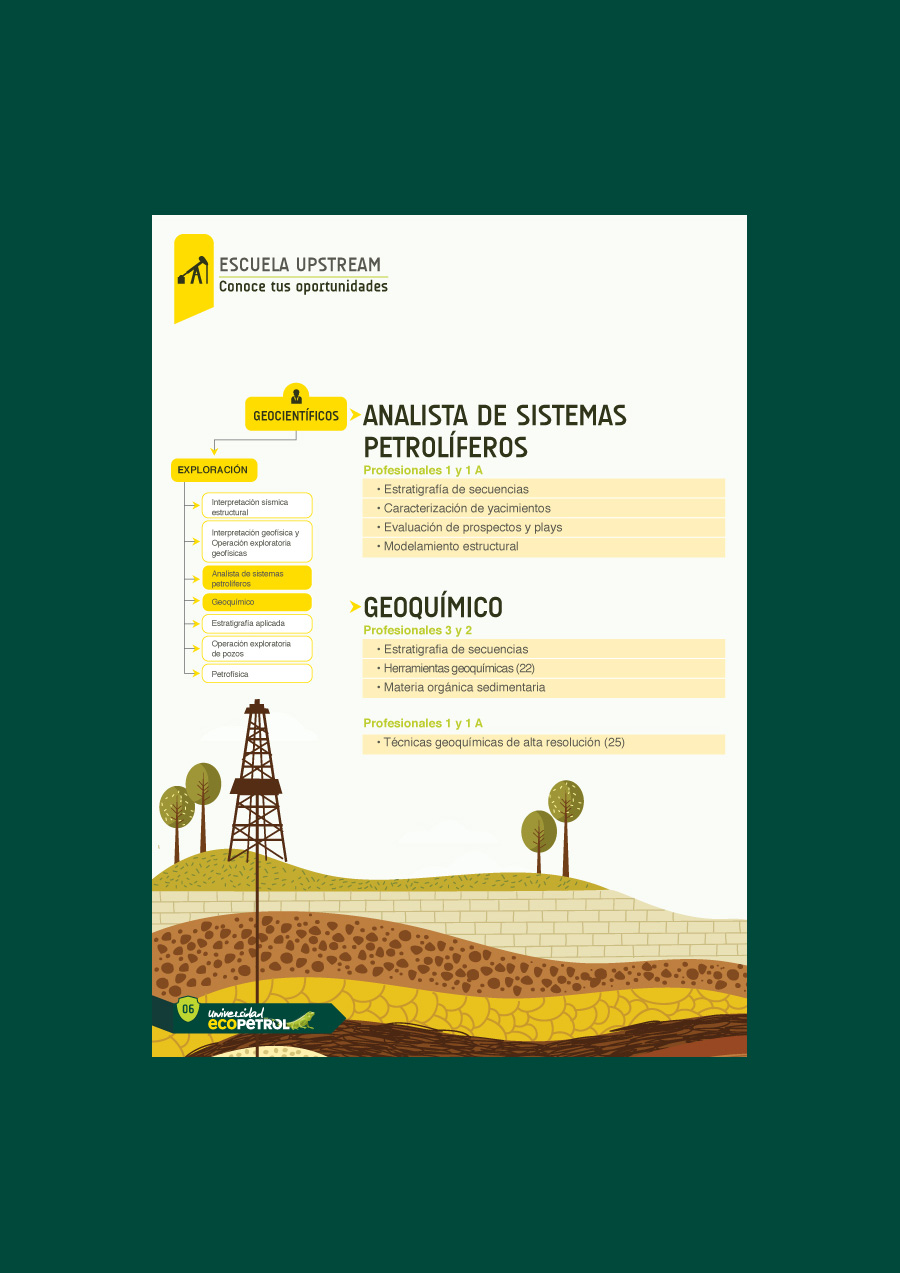 ESCUELA UPSTREAM
Conoce tus oportunidades
GEOCIENTÍFICOS
EXPLORACIÓN
Interpretación sísmica
estructural
Interpretación geofísica y
Operación exploratoria
geofísicas
Analista de sistemas
petrolíferos
Geoquímico
Estratigrafía aplicada
Operación exploratoria
de pozos
Petrofísica
ANALISTA DE SISTEMAS
PETROLÍFEROS
Profesionales 1 y 1 A
• Estratigrafía de secuencias
• Caracterización de yacimientos
• Evaluación de prospectos y plays
• Modelamiento estructural
GEOQUÍMICO
Profesionales 3 y 2
• Estratigrafia de secuencias
• Herramientas geoquímicas (22)
• Materia orgánica sedimentaria
Profesionales 1 y 1 A
• Técnicas geoquímicas de alta resolución (25)
06
universidad
ecopetrol